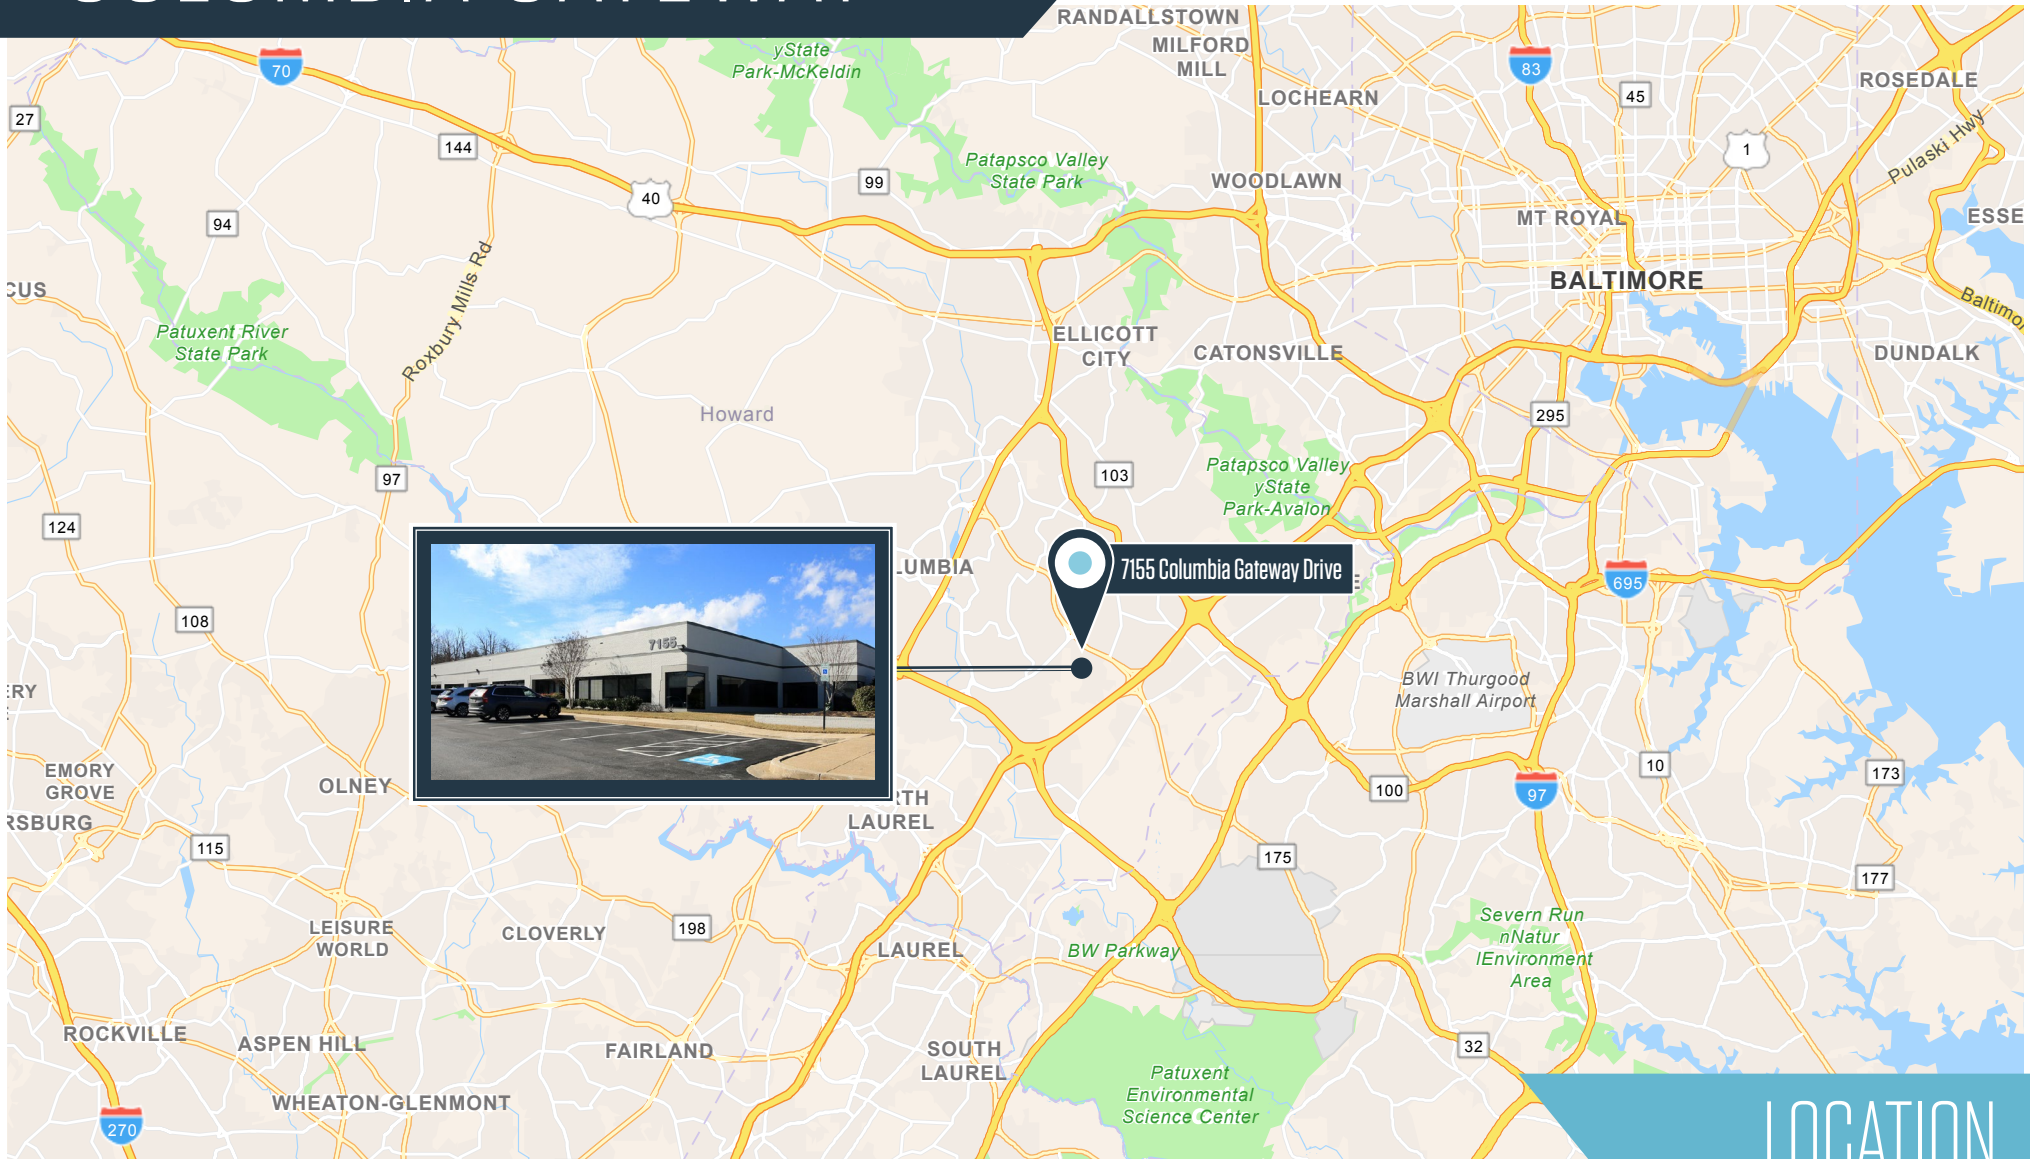 COLUMBIA GATEWAY
RANDALLSTOWN
MILFORD
MILL
LOCHEARN
83
45
ROSEDALE
yState
Park-McKeldin
70
27
144
99
Patapsco Valley
State Park
WOODLAWN
1
Pulaski Hwy
40
94
MT ROYAL
ESSE
BALTIMORE
Baltimo
CUS
Roxbury Mills Rd
Patuxent River
State Park
ELLICOTT
CITY
CATONSVILLE
DUNDALK
Howard
295
97
103
Patapsco Valley
yState
Park-Avalon
124
LUMBIA
7155 Columbia Gateway Drive
E
695
108
7155
ERY
E
BWI Thurgood
Marshall Airport
EMORY
GROVE
OLNEY
RSBURG
RTH
LAUREL
100
97
10
173
115
175
177
LEISURE
WORLD
CLOVERLY
198
LAUREL
BW Parkway
Severn Run
nNatur
lEnvironment
Area
ROCKVILLE
ASPEN HILL
FAIRLAND
SOUTH
LAUREL
32
Patuxent
Environmental
Science Center
WHEATON-GLENMONT
270
LOCATION